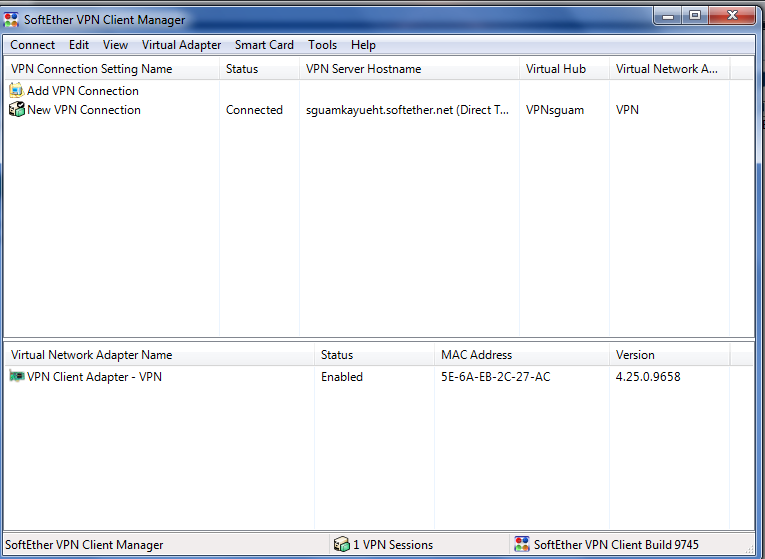 SoftEther VPN Client Manager
Connect Edit View Virtual Adapter Smart Card Tools Help
VPN Connection Setting Name Status VPN Server Hostname Virtual Hub Virtual Network A...
Add VPN Connection
New VPN Connection Connected sguamkayueht.softether.net (Direct T... VPNsguam VPN
Virtual Network Adapter Name Status MAC Address Version
VPN Client Adapter - VPN Enabled 5E-6A-EB-2C-27-AC 4.25.0.9658
SoftEther VPN Client Manager 1 VPN Sessions SoftEther VPN Client Build 9745